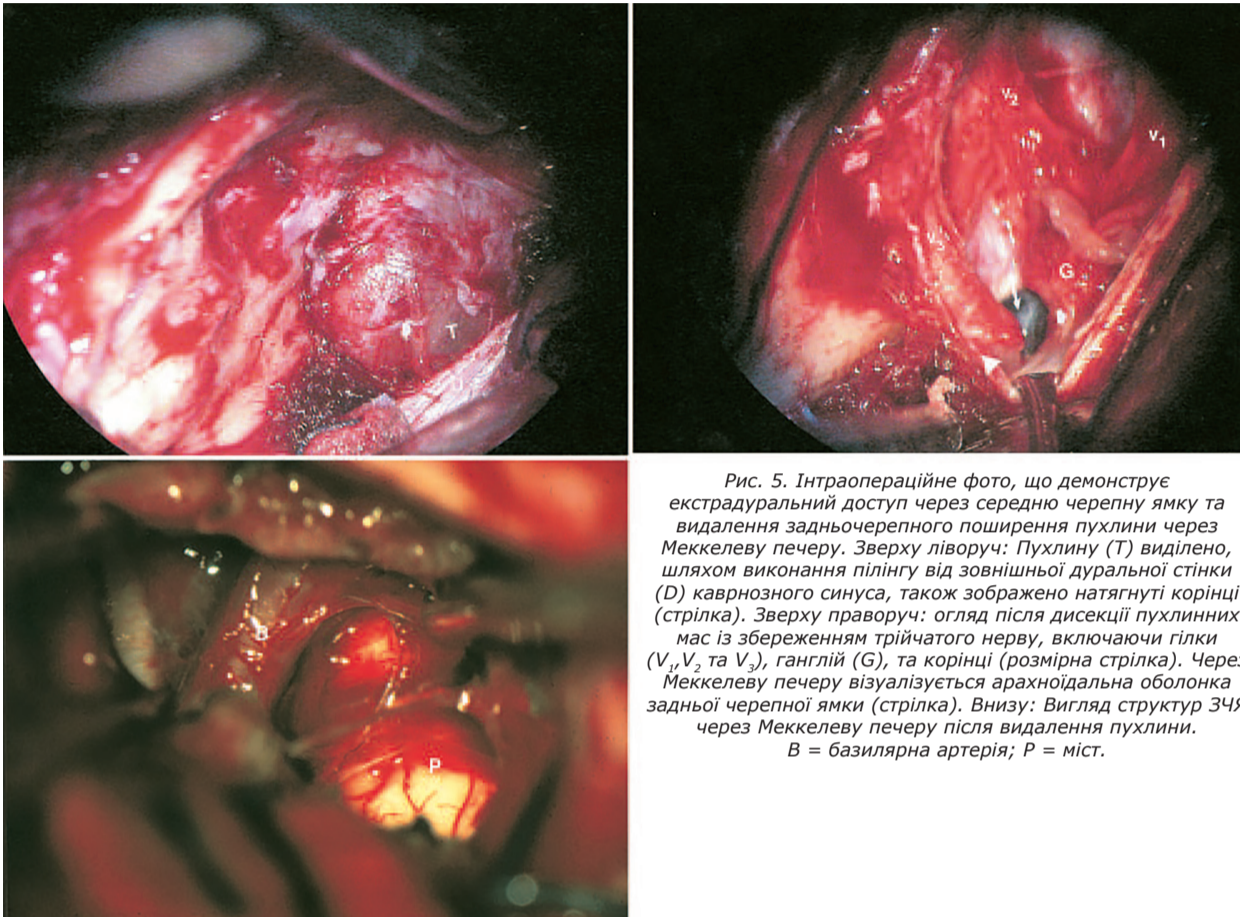 T
D
V2
V1
V3
G
B
P
Рис. 5. Інтраопераційне фото, що демонструє
екстрадуральний доступ через середню черепну ямку та
видалення задньочерепного поширення пухлини через
Меккелеву печеру. Зверху ліворуч: Пухлину (Т) виділено,
шляхом виконання пілінгу від зовнішньої дуральної стінки
(D) каврнозного синуса, також зображено натягнуті корінці
(стрілка). Зверху праворуч: огляд після дисекції пухлинних
мас із збереженням трійчатого нерву, включаючи гілки
(V1,V2 та V3), ганглій (G), та корінці (розмірна стрілка). Через
Меккелеву печеру візуалізується арахноїдальна оболонка
задньої черепної ямки (стрілка). Внизу: Вигляд структур ЗЧЯ
через Меккелеву печеру після видалення пухлини.
В = базилярна артерія; Р = міст.